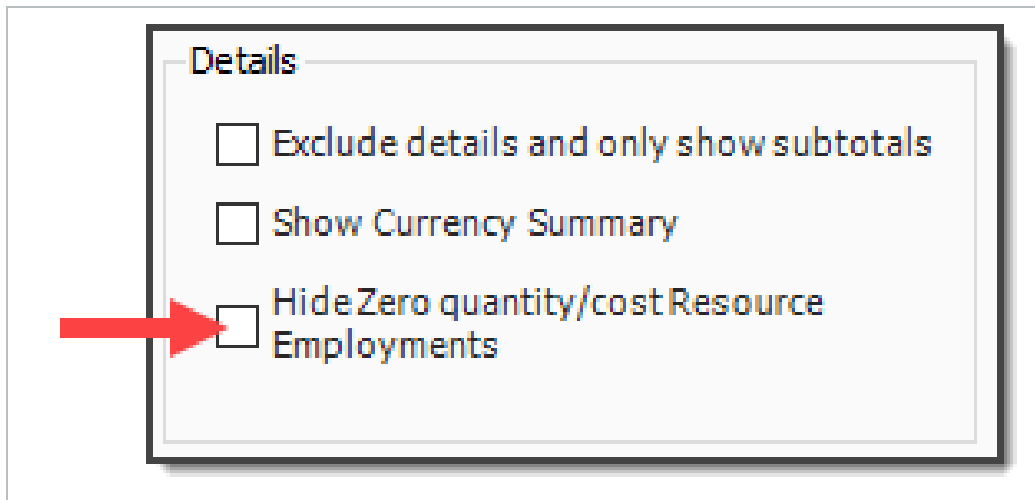 Details
Exclude details and only show subtotals
Show Currency Summary
Hide Zero quantity/cost Resource
Employments